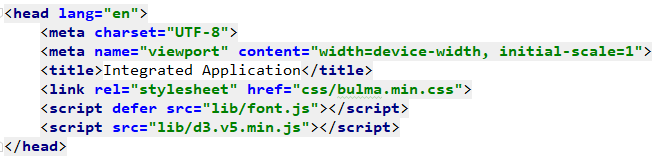 <head lang="en">
<meta charset="UTF-8">
<meta name="viewport" content="width=device-width, initial-scale=1">
<title>Integrated Application</title>
<link rel="stylesheet" href="css/bulma.min.css">
<script defer src="lib/font.js"></script>
<script src="lib/d3.v5.min.js"></script>
</head>